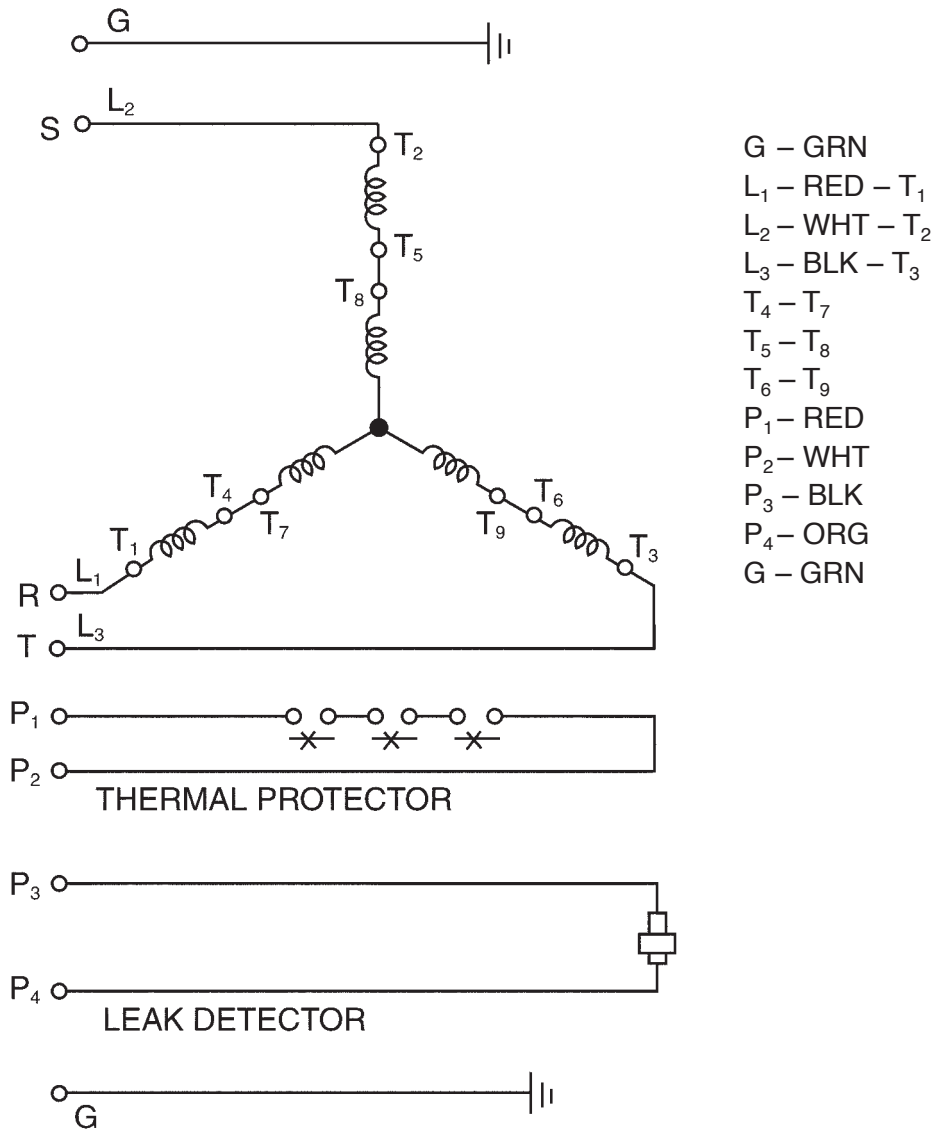 G
S L₂
T₂
T₅
T₈
T₄
T₇
T₆
T₉
T₁
T₃
R L₁
T L₃
P₁
P₂
THERMAL PROTECTOR
P₃
P₄
LEAK DETECTOR
G
G – GRN
L₁ – RED – T₁
L₂ – WHT – T₂
L₃ – BLK – T₃
T₄ – T₇
T₅ – T₈
T₆ – T₉
P₁ – RED
P₂ – WHT
P₃ – BLK
P₄ – ORG
G – GRN